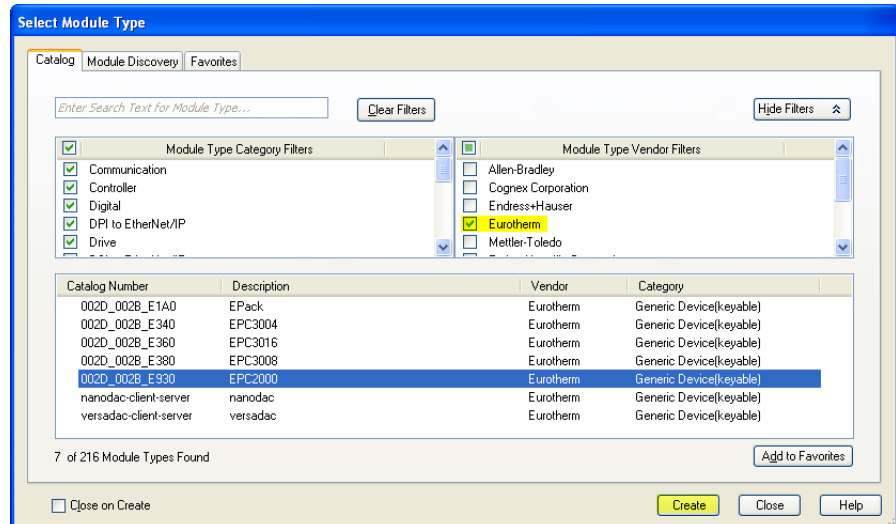 Select Module Type
Catalog Module Discovery Favorites
Enter Search Text for Module Type...
Clear Filters
Hide Filters
Module Type Category Filters
Communication
Controller
Digital
DPI to EtherNet/IP
Drive
Module Type Vendor Filters
Allen-Bradley
Cognex Corporation
Endress+Hauser
Eurotherm
Mettler-Toledo
Catalog Number Description Vendor Category
002D_002B_E1A0 EPack Eurotherm Generic Device(keyable)
002D_002B_E340 EPC3004 Eurotherm Generic Device(keyable)
002D_002B_E360 EPC3016 Eurotherm Generic Device(keyable)
002D_002B_E380 EPC3008 Eurotherm Generic Device(keyable)
002D_002B_E930 EPC2000 Eurotherm Generic Device(keyable)
nanodac-client-server nanodac Eurotherm Generic Device(keyable)
versadac-client-server versadac Eurotherm Generic Device(keyable)
7 of 216 Module Types Found
Add to Favorites
Close on Create
Create
Close
Help